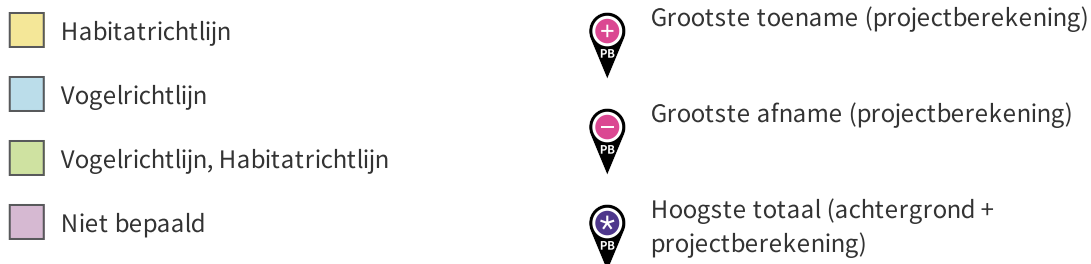 Habitatrichtlijn
Vogelrichtlijn
Vogelrichtlijn, Habitatrichtlijn
Niet bepaald
+
PB
Grootste toename (projectberekening)
−
PB
Grootste afname (projectberekening)
*
PB
Hoogste totaal (achtergrond +
projectberekening)